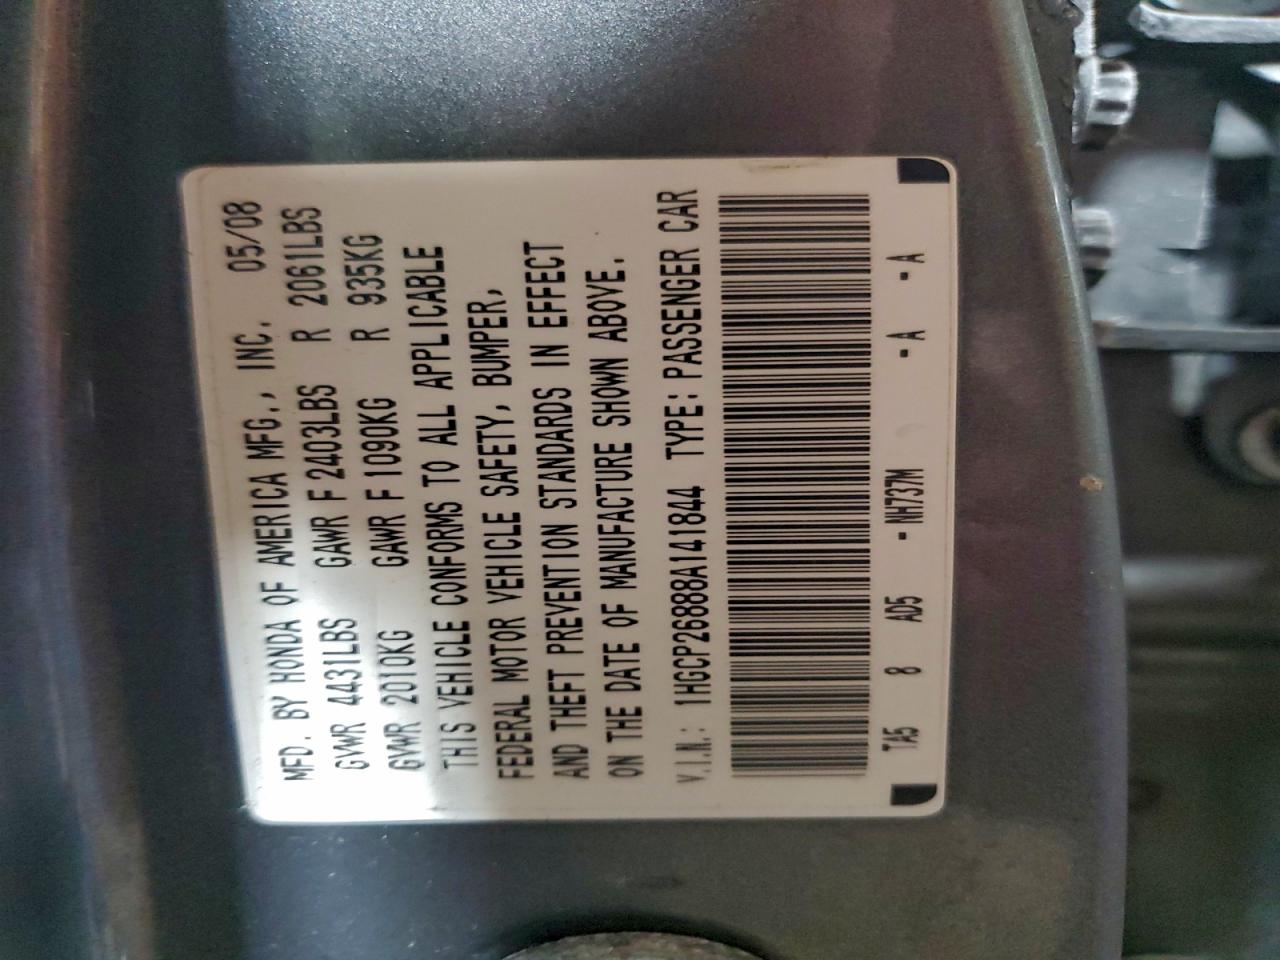 MFD. BY HONDA OF AMERICA MFG., INC. 05/08
GVWR 4431LBS GAWR F 2403LBS R 2061LBS
GVWR 2010KG GAWR F 1090KG R 935KG
THIS VEHICLE CONFORMS TO ALL APPLICABLE
FEDERAL MOTOR VEHICLE SAFETY, BUMPER,
AND THEFT PREVENTION STANDARDS IN EFFECT
ON THE DATE OF MANUFACTURE SHOWN ABOVE.
V.I.N.: 1HGCP26888A141844 TYPE: PASSENGER CAR
TA5 8 AD5 - NH737M - A - A